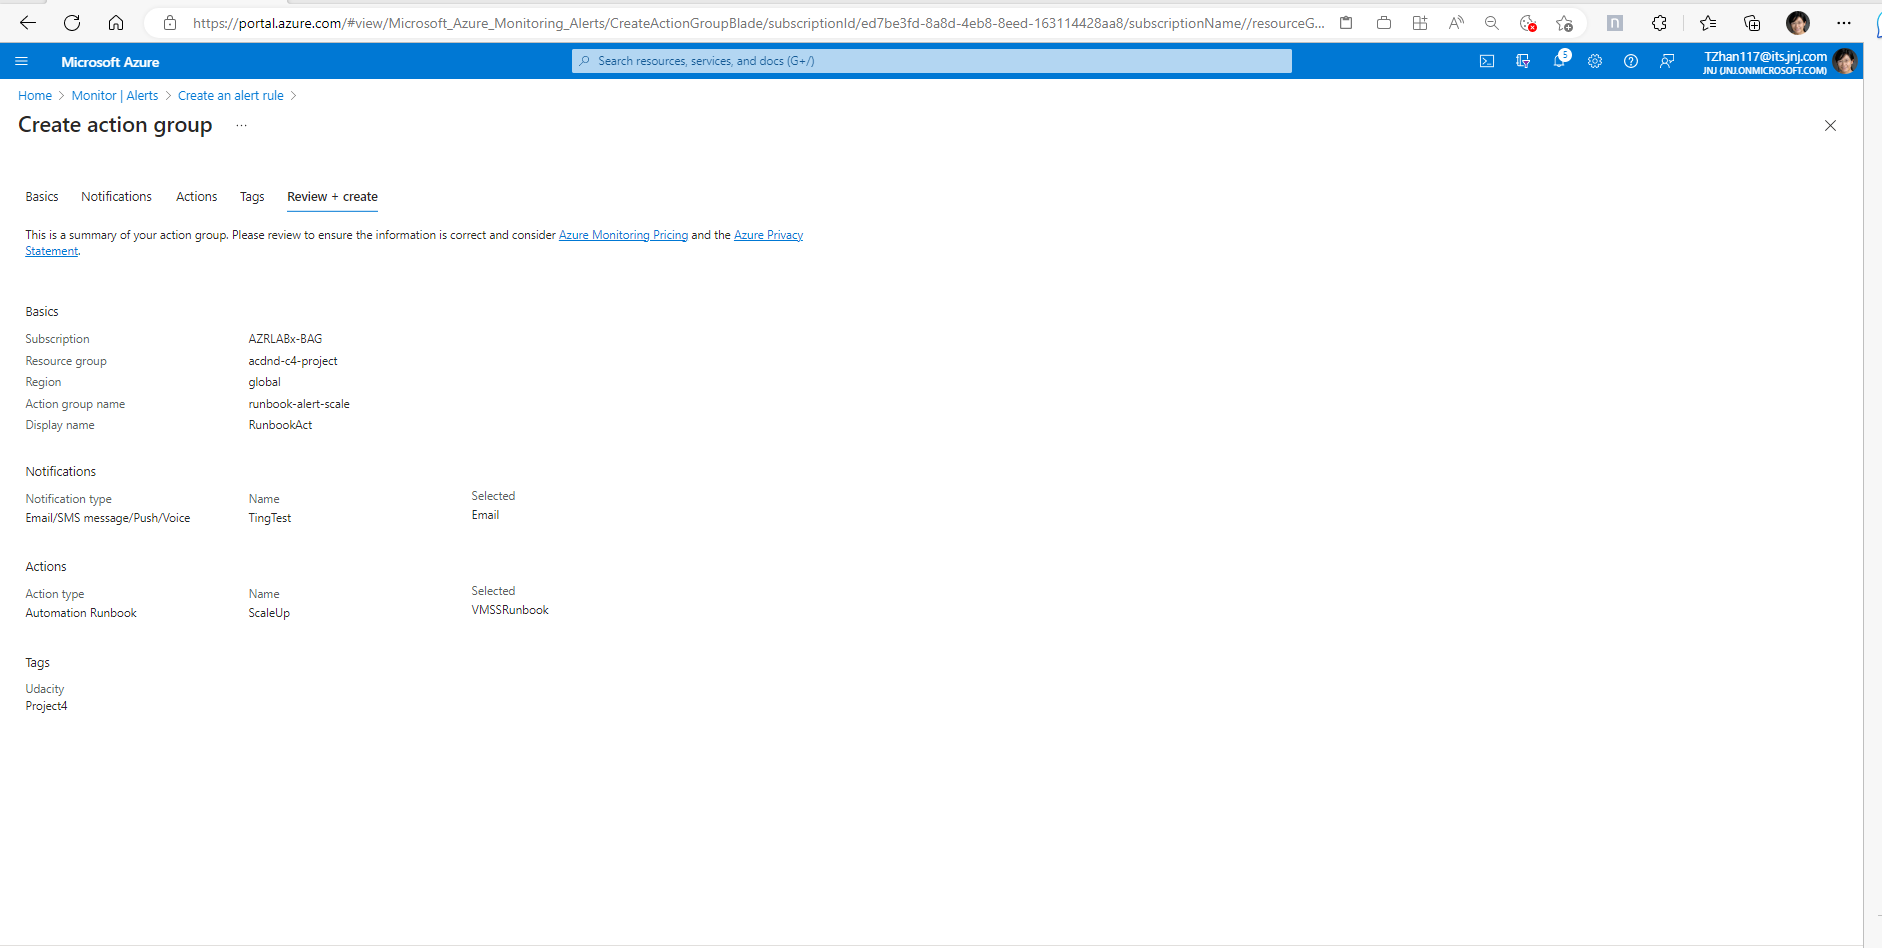 https://portal.azure.com/#view/Microsoft_Azure_Monitoring_Alerts/CreateActionGroupBlade/subscriptionId/ed7be3fd-8a8d-4eb8-8eed-163114428aa8/subscriptionName//resourceG...
Microsoft Azure
Search resources, services, and docs (G+/)
5
TZhan117@its.jnj.com
JNJ (JNJ.ONMICROSOFT.COM)
Home > Monitor | Alerts > Create an alert rule >
Create action group ...
Basics Notifications Actions Tags Review + create
This is a summary of your action group. Please review to ensure the information is correct and consider Azure Monitoring Pricing and the Azure Privacy
Statement.
Basics
Subscription AZRLABx-BAG
Resource group acdnd-c4-project
Region global
Action group name runbook-alert-scale
Display name RunbookAct
Notifications
Notification type Name Selected
Email/SMS message/Push/Voice TingTest Email
Actions
Action type Name Selected
Automation Runbook ScaleUp VMSSRunbook
Tags
Udacity
Project4